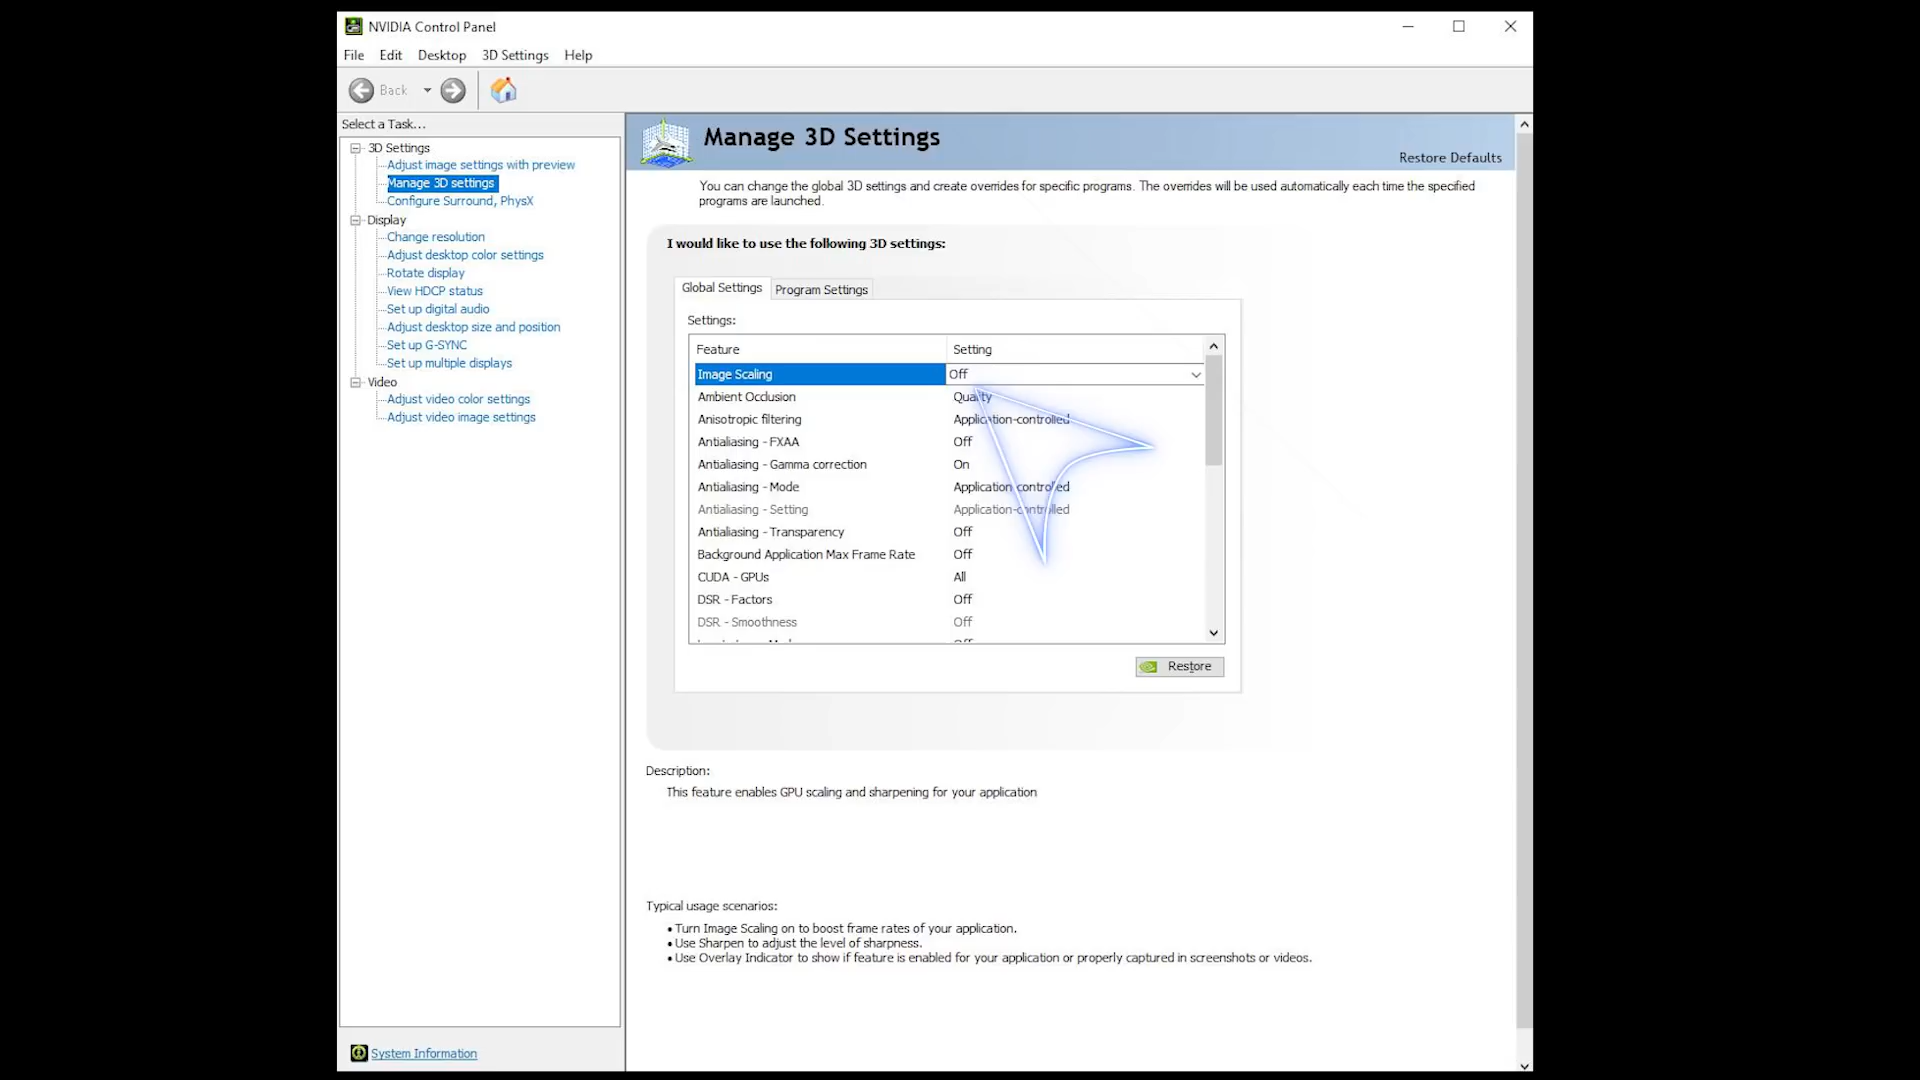 NVIDIA Control Panel
File Edit Desktop 3D Settings Help
Back
Select a Task...
3D Settings
Adjust image settings with preview
Manage 3D settings
Configure Surround, PhysX
Display
Change resolution
Adjust desktop color settings
Rotate display
View HDCP status
Set up digital audio
Adjust desktop size and position
Set up G-SYNC
Set up multiple displays
Video
Adjust video color settings
Adjust video image settings
System Information
Manage 3D Settings
Restore Defaults
You can change the global 3D settings and create overrides for specific programs. The overrides will be used automatically each time the specified
programs are launched.
I would like to use the following 3D settings:
Global Settings Program Settings
Settings:
Feature Setting
Image Scaling Off
Ambient Occlusion Quality
Anisotropic filtering Application-controlled
Antialiasing - FXAA Off
Antialiasing - Gamma correction On
Antialiasing - Mode Application-controlled
Antialiasing - Setting Application-controlled
Antialiasing - Transparency Off
Background Application Max Frame Rate Off
CUDA - GPUs All
DSR - Factors Off
DSR - Smoothness Off
Restore
Description:
This feature enables GPU scaling and sharpening for your application
Typical usage scenarios:
• Turn Image Scaling on to boost frame rates of your application.
• Use Sharpen to adjust the level of sharpness.
• Use Overlay Indicator to show if feature is enabled for your application or properly captured in screenshots or videos.